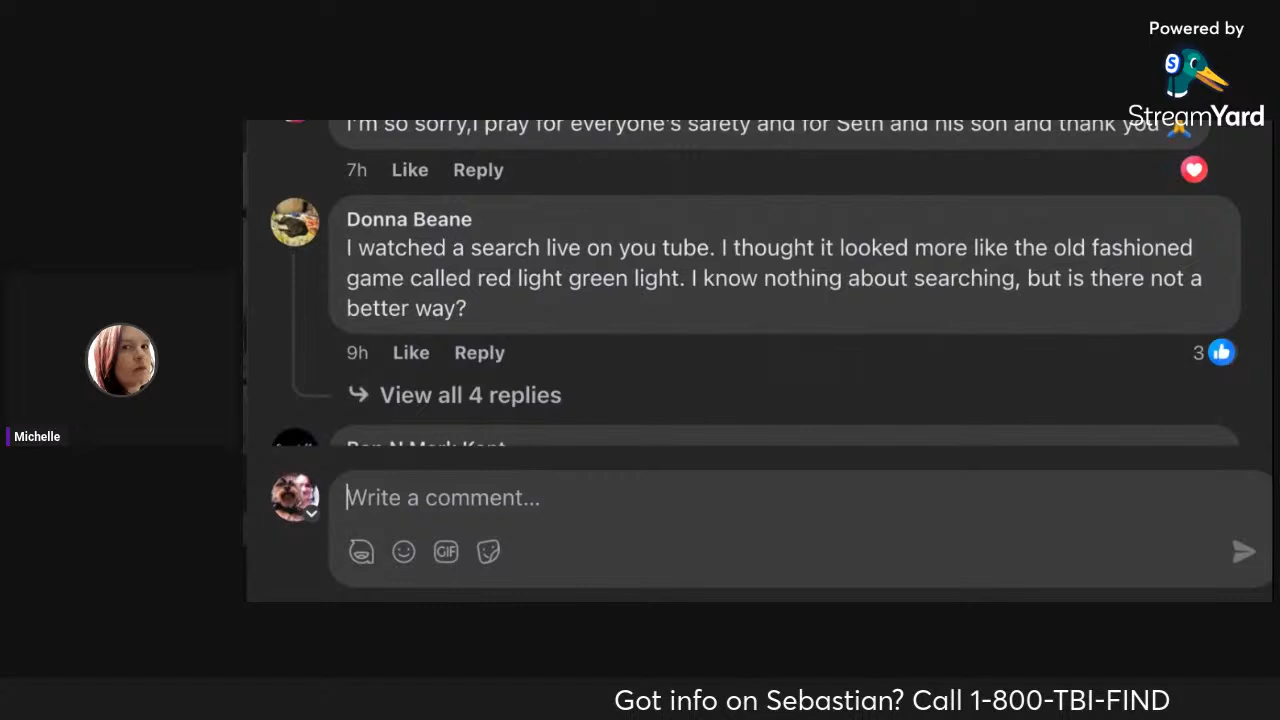 Powered by
StreamYard
I'm so sorry,I pray for everyone's safety and for Seth and his son and thank you 🙏
7h Like Reply
Donna Beane
I watched a search live on you tube. I thought it looked more like the old fashioned
game called red light green light. I know nothing about searching, but is there not a
better way?
9h Like Reply 3
View all 4 replies
Michelle
Write a comment...
GIF
Got info on Sebastian? Call 1-800-TBI-FIND